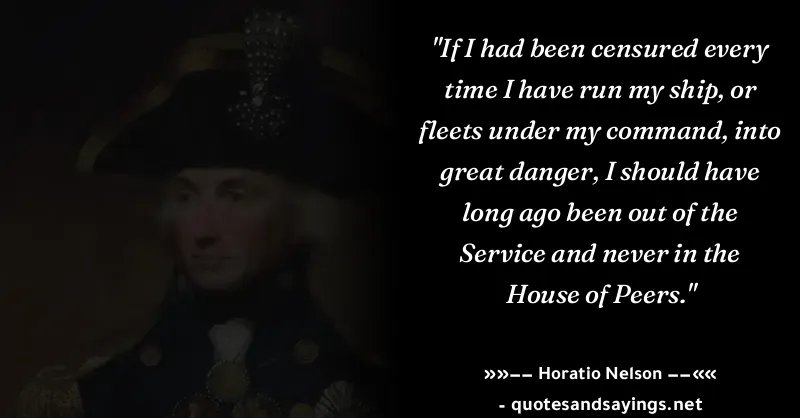 "If I had been censured every
time I have run my ship, or
fleets under my command, into
great danger, I should have
long ago been out of the
Service and never in the
House of Peers."
»»−− Horatio Nelson −−««
- quotesandsayings.net